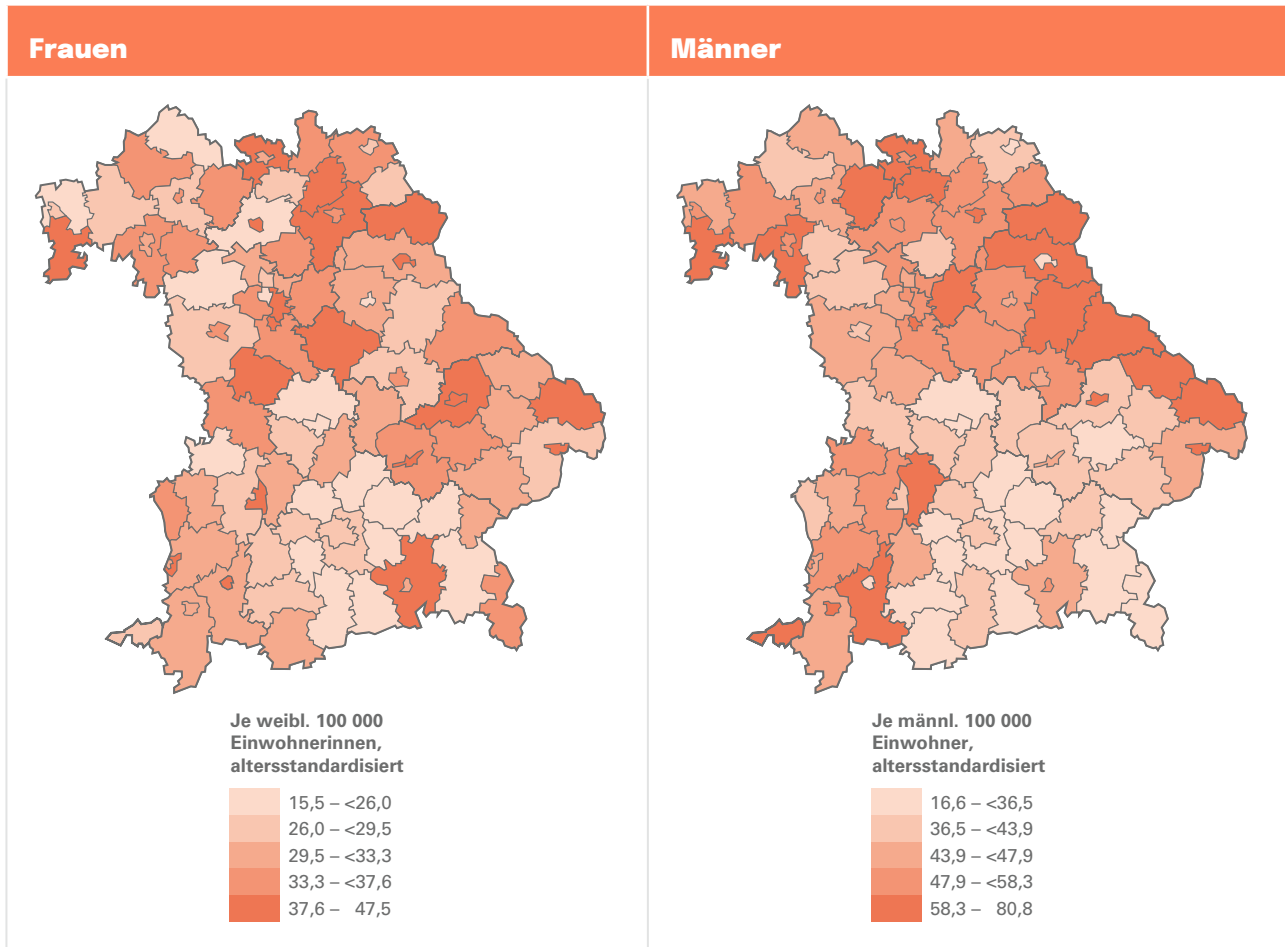 Frauen
Männer
Je weibl. 100 000
Einwohnerinnen,
altersstandardisiert
15,5 – <26,0
26,0 – <29,5
29,5 – <33,3
33,3 – <37,6
37,6 – 47,5
Je männl. 100 000
Einwohner,
altersstandardisiert
16,6 – <36,5
36,5 – <43,9
43,9 – <47,9
47,9 – <58,3
58,3 – 80,8